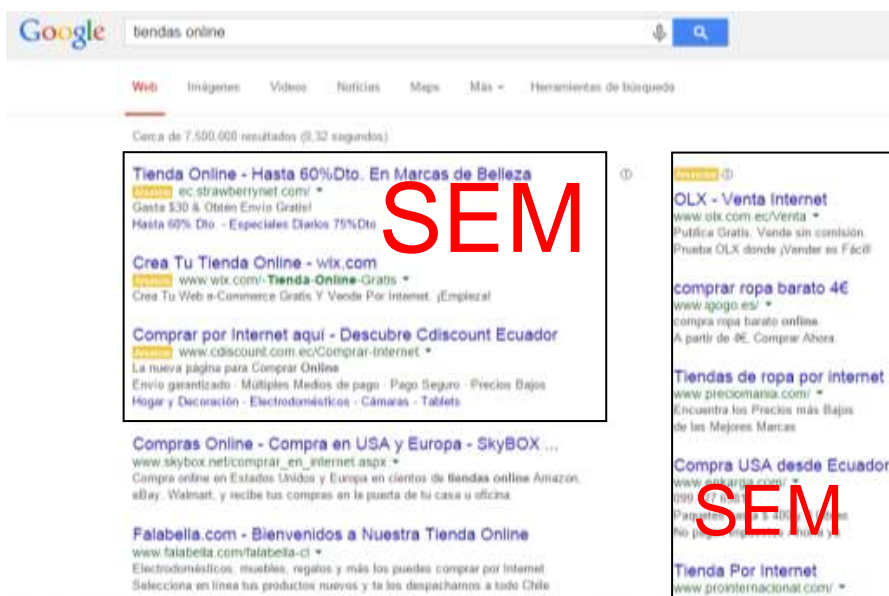 Google
tiendas online
Web Imágenes Videos Noticias Maps Más Herramientas de búsqueda
Cerca de 7,500,000 resultados (0,32 segundos)
Tienda Online - Hasta 60%Dto. En Marcas de Belleza
Anuncio ec.strawberrynet.com/
Gasta $30 & Obtén Envío Gratis!
Hasta 60% Dto. - Especiales Diarios 75%Dto
SEM
Crea Tu Tienda Online - wix.com
Anuncio www.wix.com/-Tienda-Online-Gratis
Crea Tu Web e-Commerce Gratis Y Vende Por Internet. ¡Empieza!
Comprar por Internet aquí - Descubre Cdiscount Ecuador
Anuncio www.cdiscount.com.ec/Comprar-Internet
La nueva página para Comprar Online
Envío garantizado · Múltiples Medios de pago · Pago Seguro · Precios Bajos
Hogar y Decoración - Electrodomésticos - Cámaras - Tablets
Compras Online - Compra en USA y Europa - SkyBOX ...
www.skybox.net/comprar_en_internet.aspx
Compra online en Estados Unidos y Europa en cientos de tiendas online Amazon,
eBay, Walmart, y recibe tus compras en la puerta de tu casa u oficina.
Falabella.com - Bienvenidos a Nuestra Tienda Online
www.falabella.com/falabella-cl
Electrodomésticos, muebles, regalos y más los puedes comprar por Internet.
Selecciona en línea tus productos nuevos y te los despachamos a todo Chile.
Anuncios
OLX - Venta Internet
www.olx.com.ec/Venta
Publica Gratis. Vende sin comisión.
Prueba OLX donde ¡Vender es Fácil!
comprar ropa barato 4€
www.igogo.es/
compra ropa barato online.
A partir de 4€. Comprar Ahora.
Tiendas de ropa por internet
www.preciomania.com/
Encuentra los Precios más Bajos
de las Mejores Marcas
Compra USA desde Ecuador
www.enkarga.com/
SEM
Tienda Por Internet
www.prointernacional.com/